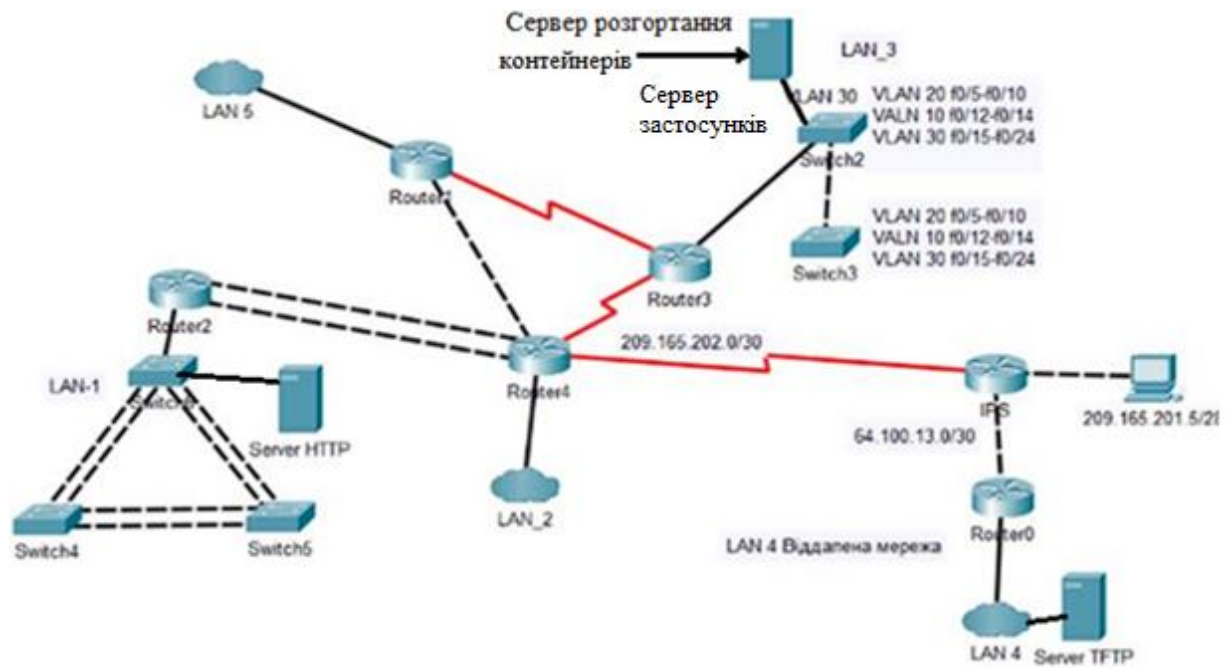 Сервер розгортання
контейнерів
LAN_3
LAN 5
Сервер
застосунків
VLAN 30
VLAN 20 f0/5-f0/10
VALN 10 f0/12-f0/14
VLAN 30 f0/15-f0/24
Switch2
Router1
VLAN 20 f0/5-f0/10
VALN 10 f0/12-f0/14
VLAN 30 f0/15-f0/24
Switch3
Router3
Router2
209.165.202.0/30
LAN-1
Router4
IPS
209.165.201.5/28
64.100.13.0/30
Server HTTP
LAN_2
Router0
Switch4
Switch5
LAN 4 Віддалена мережа
LAN 4
Server TFTP